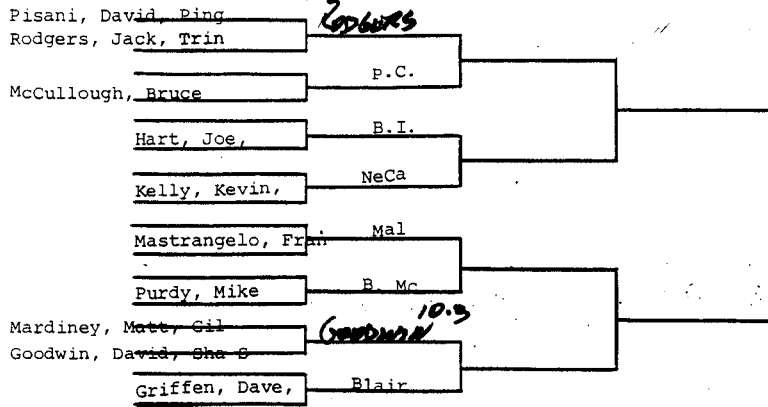 Pisani, David, Ping
RODGERS
Rodgers, Jack, Trin
P.C.
McCullough, Bruce
B.I.
Hart, Joe,
NeCa
Kelly, Kevin,
Mal
Mastrangelo, Fran
B. Mc
Purdy, Mike
10.3
Mardiney, Matt, Gil
GOODWIN
Goodwin, David, Sha S
Blair
Griffen, Dave,